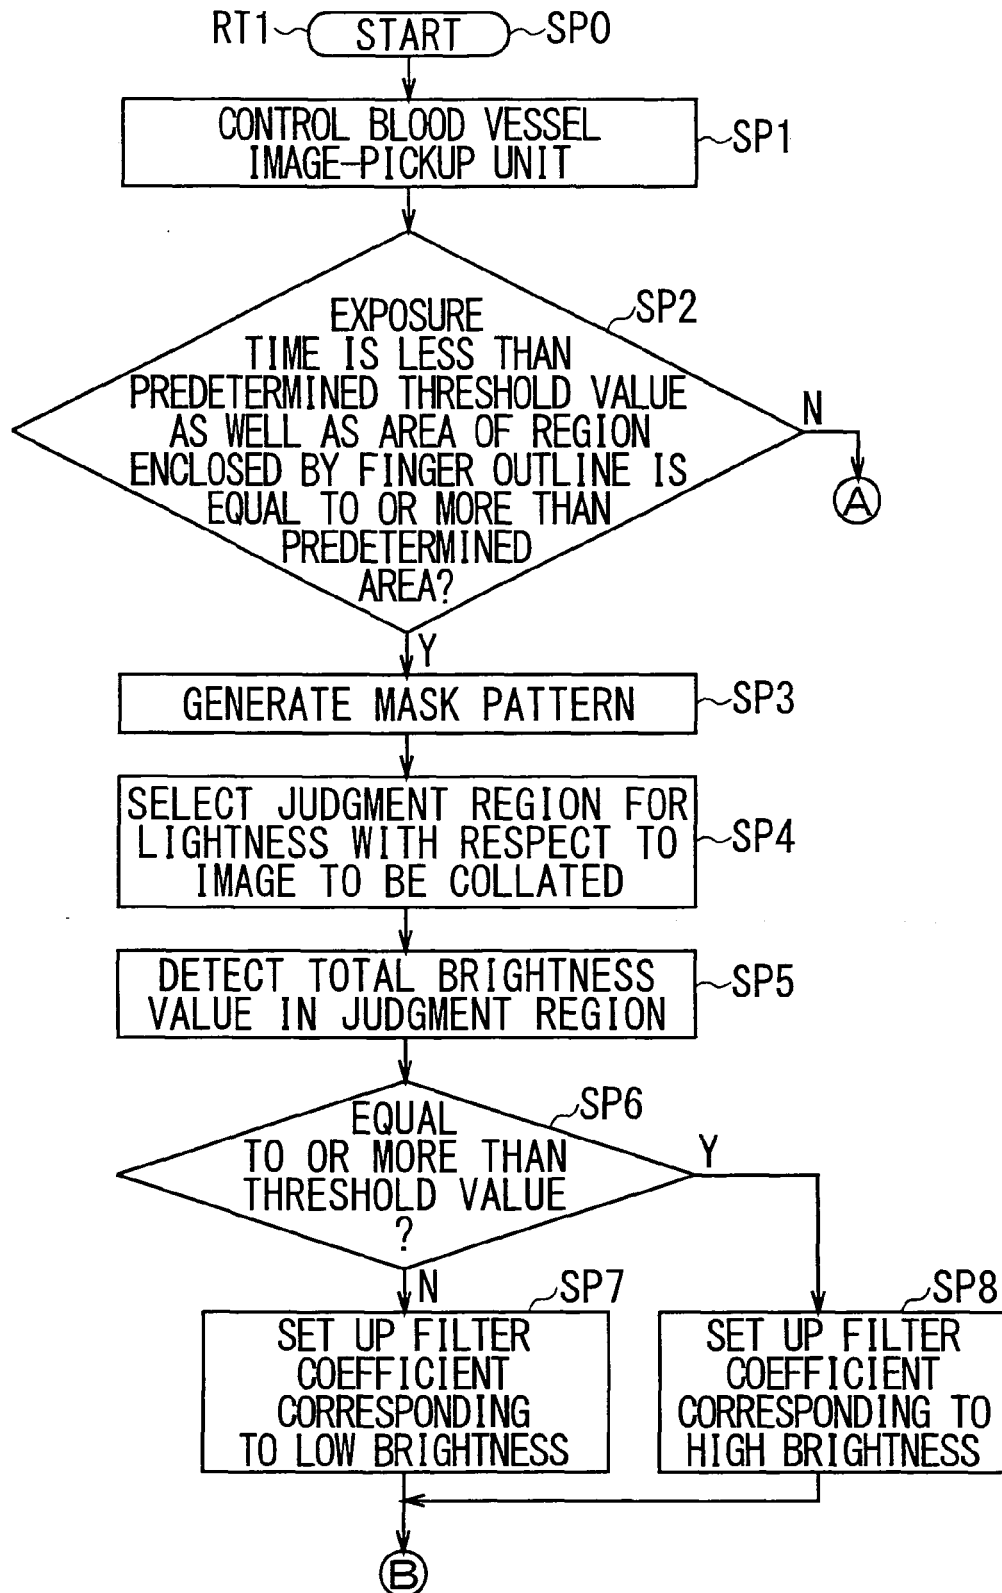 RT1 START SP0
CONTROL BLOOD VESSEL
IMAGE-PICKUP UNIT
SP1
SP2
EXPOSURE
TIME IS LESS THAN
PREDETERMINED THRESHOLD VALUE
AS WELL AS AREA OF REGION
ENCLOSED BY FINGER OUTLINE IS
EQUAL TO OR MORE THAN
PREDETERMINED
AREA?
N
A
Y
GENERATE MASK PATTERN
SP3
SELECT JUDGMENT REGION FOR
LIGHTNESS WITH RESPECT TO
IMAGE TO BE COLLATED
SP4
DETECT TOTAL BRIGHTNESS
VALUE IN JUDGMENT REGION
SP5
SP6
EQUAL
TO OR MORE THAN
THRESHOLD VALUE
?
Y
N
SP7
SET UP FILTER
COEFFICIENT
CORRESPONDING
TO LOW BRIGHTNESS
SP8
SET UP FILTER
COEFFICIENT
CORRESPONDING TO
HIGH BRIGHTNESS
B